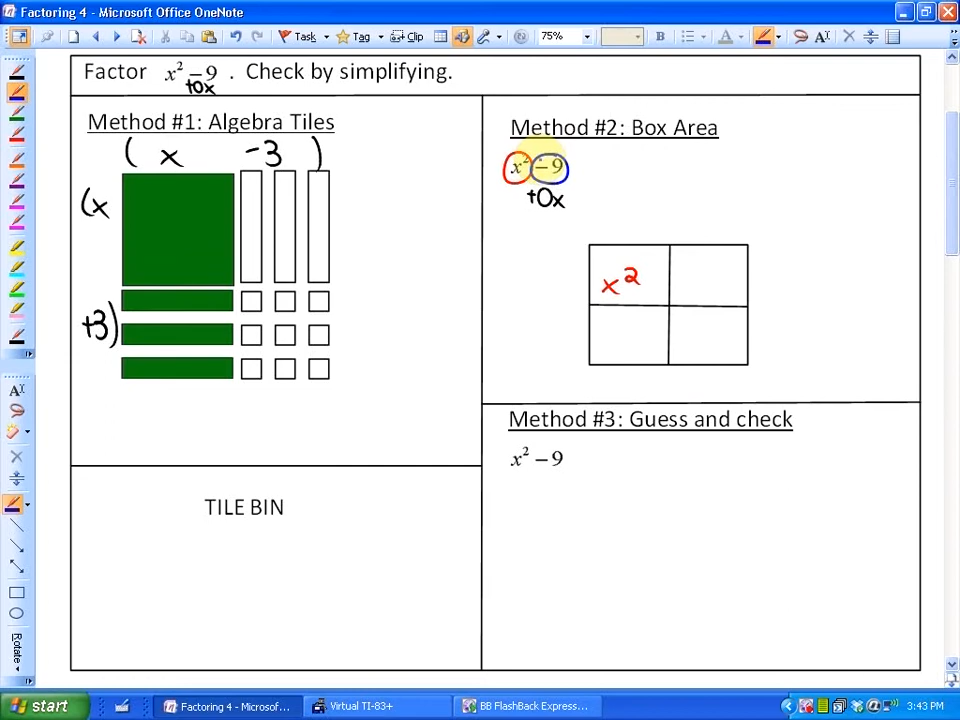 Factoring 4 - Microsoft Office OneNote
Task
Tag
Clip
75%
B
A
A
Factor x² – 9 . Check by simplifying.
+0x
Method #1: Algebra Tiles
( x -3 )
(x
+3)
TILE BIN
Method #2: Box Area
x² – 9
+0x
x²
Method #3: Guess and check
x² – 9
A
Rotate
start
Factoring 4 - Microsof...
Virtual TI-83+
BB FlashBack Express...
3:43 PM